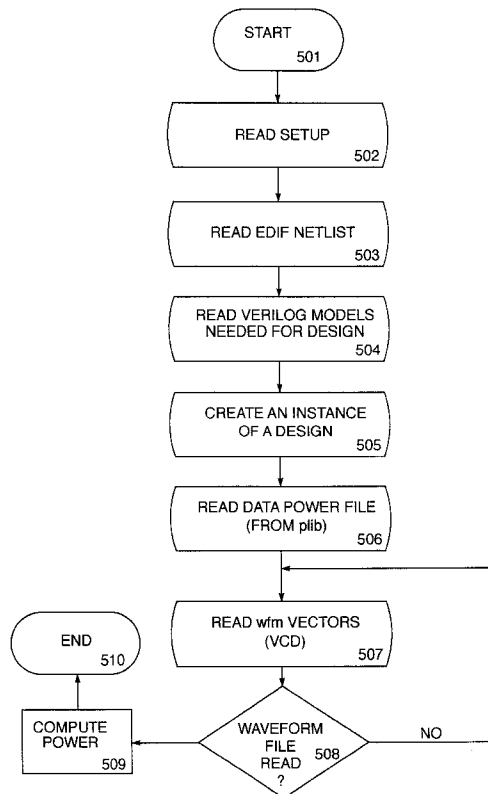 START
501
READ SETUP
502
READ EDIF NETLIST
503
READ VERILOG MODELS
NEEDED FOR DESIGN
504
CREATE AN INSTANCE
OF A DESIGN
505
READ DATA POWER FILE
(FROM plib)
506
READ wfm VECTORS
(VCD)
507
WAVEFORM
FILE
READ
?
508
NO
COMPUTE
POWER
509
END
510